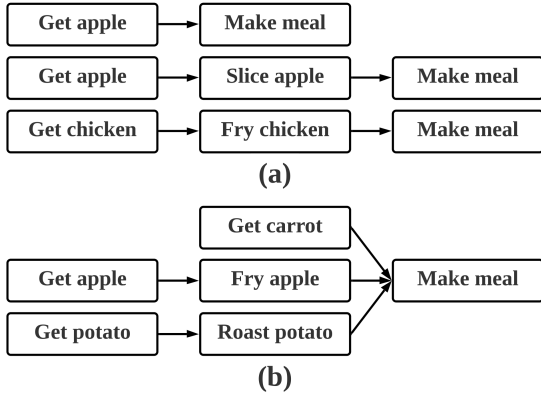 Get apple Make meal
Get apple Slice apple Make meal
Get chicken Fry chicken Make meal
(a)
Get carrot
Get apple Fry apple Make meal
Get potato Roast potato
(b)